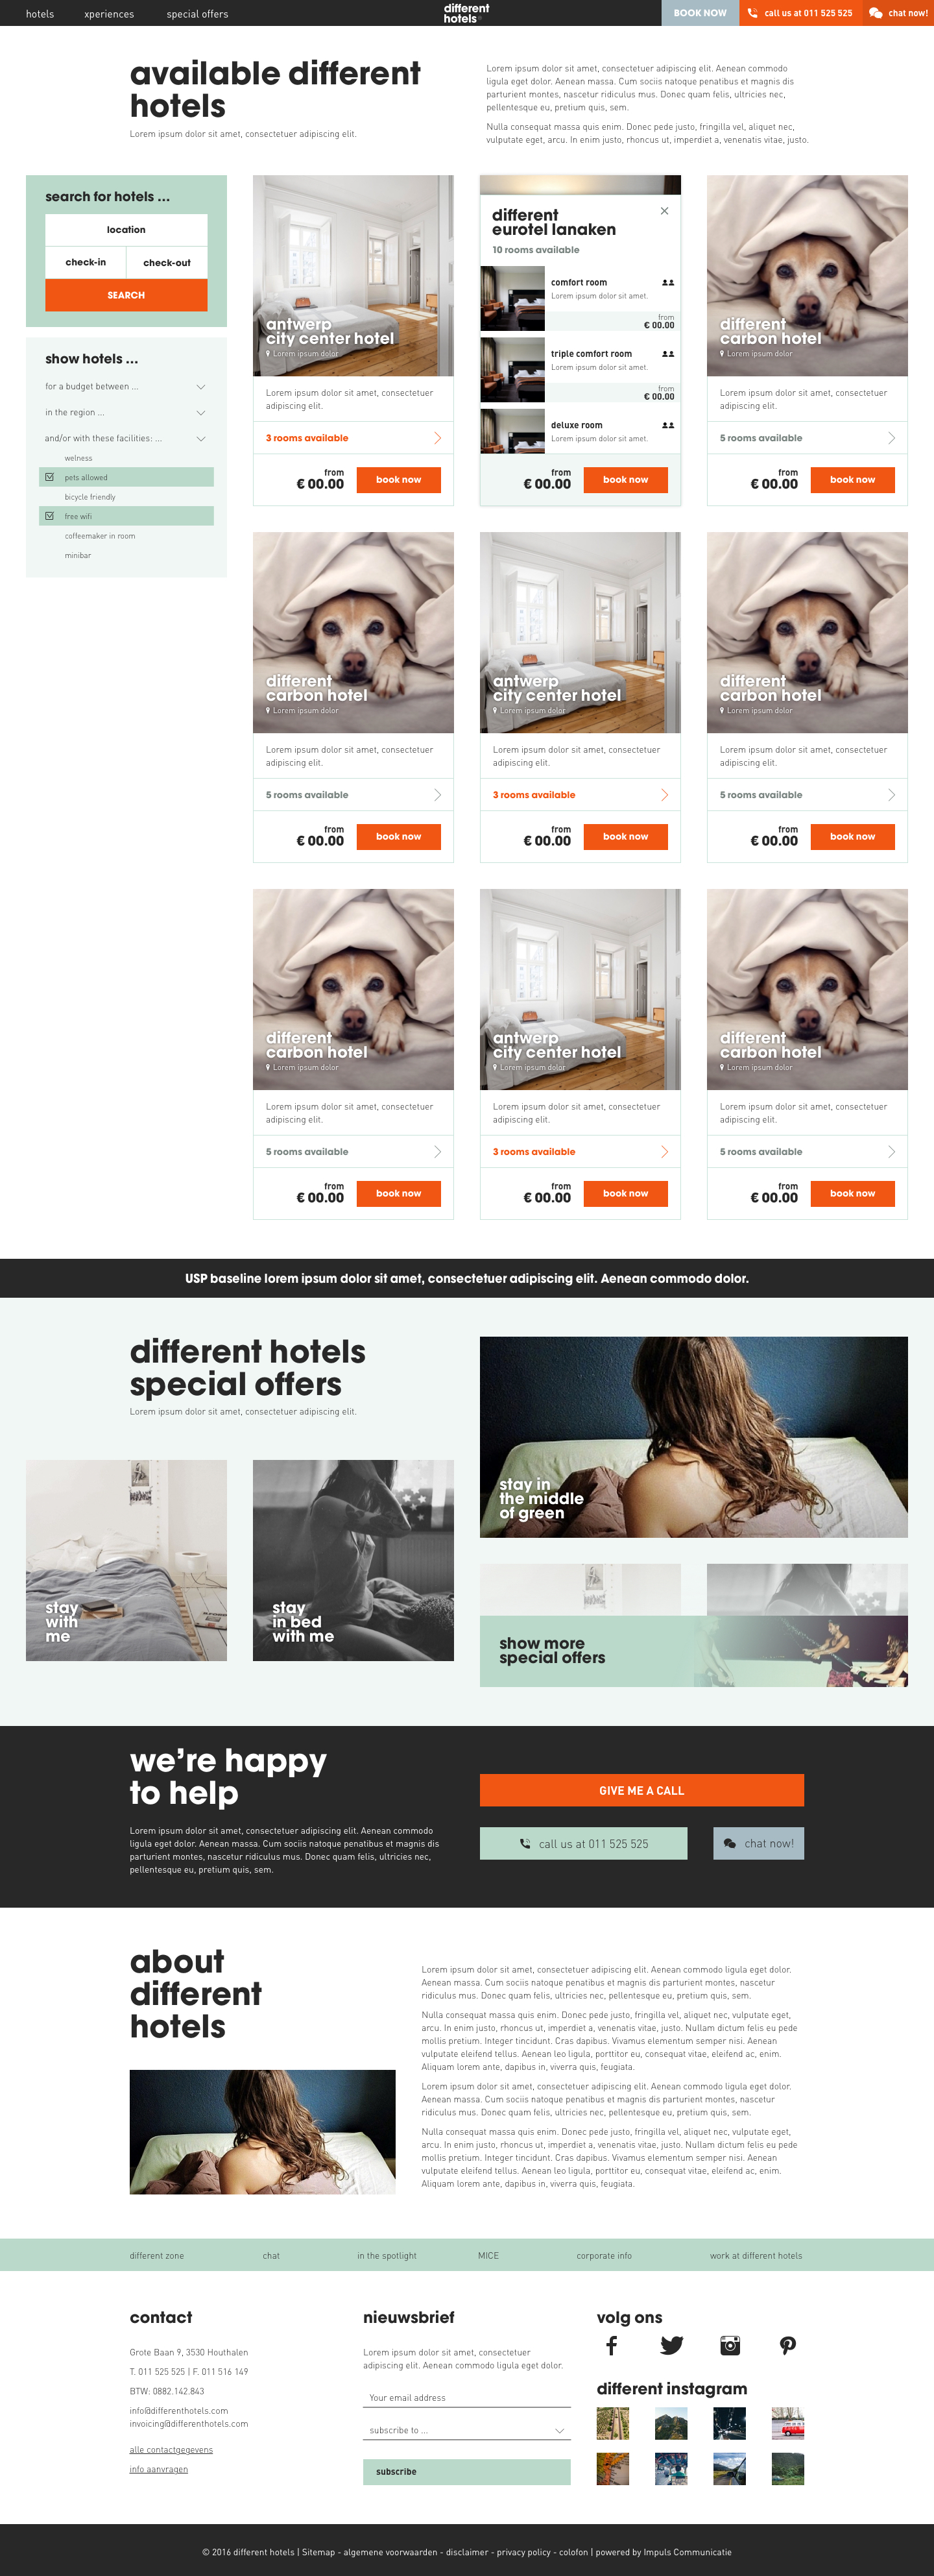 hotels xperiences special offers
different
hotels
BOOK NOW
call us at 011 525 525
chat now!
available different
hotels
Lorem ipsum dolor sit amet, consectetuer adipiscing elit.
Lorem ipsum dolor sit amet, consectetuer adipiscing elit. Aenean commodo
ligula eget dolor. Aenean massa. Cum sociis natoque penatibus et magnis dis
parturient montes, nascetur ridiculus mus. Donec quam felis, ultricies nec,
pellentesque eu, pretium quis, sem.
Nulla consequat massa quis enim. Donec pede justo, fringilla vel, aliquet nec,
vulputate eget, arcu. In enim justo, rhoncus ut, imperdiet a, venenatis vitae, justo.
search for hotels ...
location
check-in check-out
SEARCH
show hotels ...
for a budget between ...
in the region ...
and/or with these facilities: ...
welness
pets allowed
bicycle friendly
free wifi
coffeemaker in room
minibar
antwerp
city center hotel
Lorem ipsum dolor
Lorem ipsum dolor sit amet, consectetuer
adipiscing elit.
3 rooms available
from
€ 00.00
book now
different
eurotel lanaken
10 rooms available
comfort room
Lorem ipsum dolor sit amet.
from
€ 00.00
triple comfort room
Lorem ipsum dolor sit amet.
from
€ 00.00
deluxe room
Lorem ipsum dolor sit amet.
from
€ 00.00
book now
different
carbon hotel
Lorem ipsum dolor
Lorem ipsum dolor sit amet, consectetuer
adipiscing elit.
5 rooms available
from
€ 00.00
book now
different
carbon hotel
Lorem ipsum dolor
Lorem ipsum dolor sit amet, consectetuer
adipiscing elit.
5 rooms available
from
€ 00.00
book now
antwerp
city center hotel
Lorem ipsum dolor
Lorem ipsum dolor sit amet, consectetuer
adipiscing elit.
3 rooms available
from
€ 00.00
book now
different
carbon hotel
Lorem ipsum dolor
Lorem ipsum dolor sit amet, consectetuer
adipiscing elit.
5 rooms available
from
€ 00.00
book now
different
carbon hotel
Lorem ipsum dolor
Lorem ipsum dolor sit amet, consectetuer
adipiscing elit.
5 rooms available
from
€ 00.00
book now
antwerp
city center hotel
Lorem ipsum dolor
Lorem ipsum dolor sit amet, consectetuer
adipiscing elit.
3 rooms available
from
€ 00.00
book now
different
carbon hotel
Lorem ipsum dolor
Lorem ipsum dolor sit amet, consectetuer
adipiscing elit.
5 rooms available
from
€ 00.00
book now
USP baseline lorem ipsum dolor sit amet, consectetuer adipiscing elit. Aenean commodo dolor.
different hotels
special offers
Lorem ipsum dolor sit amet, consectetuer adipiscing elit.
stay in
the middle
of green
stay
with
me
stay
in bed
with me
show more
special offers
we're happy
to help
Lorem ipsum dolor sit amet, consectetuer adipiscing elit. Aenean commodo
ligula eget dolor. Aenean massa. Cum sociis natoque penatibus et magnis dis
parturient montes, nascetur ridiculus mus. Donec quam felis, ultricies nec,
pellentesque eu, pretium quis, sem.
GIVE ME A CALL
call us at 011 525 525
chat now!
about
different
hotels
Lorem ipsum dolor sit amet, consectetuer adipiscing elit. Aenean commodo ligula eget dolor.
Aenean massa. Cum sociis natoque penatibus et magnis dis parturient montes, nascetur
ridiculus mus. Donec quam felis, ultricies nec, pellentesque eu, pretium quis, sem.
Nulla consequat massa quis enim. Donec pede justo, fringilla vel, aliquet nec, vulputate eget,
arcu. In enim justo, rhoncus ut, imperdiet a, venenatis vitae, justo. Nullam dictum felis eu pede
mollis pretium. Integer tincidunt. Cras dapibus. Vivamus elementum semper nisi. Aenean
vulputate eleifend tellus. Aenean leo ligula, porttitor eu, consequat vitae, eleifend ac, enim.
Aliquam lorem ante, dapibus in, viverra quis, feugiata.
Lorem ipsum dolor sit amet, consectetuer adipiscing elit. Aenean commodo ligula eget dolor.
Aenean massa. Cum sociis natoque penatibus et magnis dis parturient montes, nascetur
ridiculus mus. Donec quam felis, ultricies nec, pellentesque eu, pretium quis, sem.
Nulla consequat massa quis enim. Donec pede justo, fringilla vel, aliquet nec, vulputate eget,
arcu. In enim justo, rhoncus ut, imperdiet a, venenatis vitae, justo. Nullam dictum felis eu pede
mollis pretium. Integer tincidunt. Cras dapibus. Vivamus elementum semper nisi. Aenean
vulputate eleifend tellus. Aenean leo ligula, porttitor eu, consequat vitae, eleifend ac, enim.
Aliquam lorem ante, dapibus in, viverra quis, feugiata.
different zone chat in the spotlight MICE corporate info work at different hotels
contact
Grote Baan 9, 3530 Houthalen
T. 011 525 525 | F. 011 516 149
BTW: 0882.142.843
info@differenthotels.com
invoicing@differenthotels.com
alle contactgegevens
info aanvragen
nieuwsbrief
Lorem ipsum dolor sit amet, consectetuer
adipiscing elit. Aenean commodo ligula eget dolor.
Your email address
subscribe to ...
subscribe
volg ons
different instagram
© 2016 different hotels | Sitemap - algemene voorwaarden - disclaimer - privacy policy - colofon | powered by Impuls Communicatie